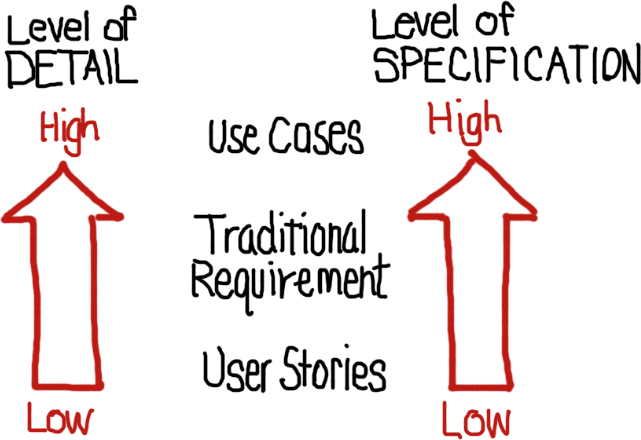 Level of
DETAIL
Level of
SPECIFICATION
High
Use Cases
High
Traditional
Requirement
User Stories
Low
Low